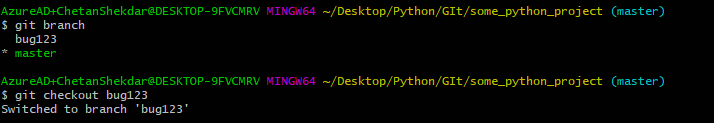 AzureAD+ChetanShekdar@DESKTOP-9FVCMRV MINGW64 ~/Desktop/Python/GIt/some_python_project (master)
$ git branch
  bug123
* master

AzureAD+ChetanShekdar@DESKTOP-9FVCMRV MINGW64 ~/Desktop/Python/GIt/some_python_project (master)
$ git checkout bug123
Switched to branch 'bug123'